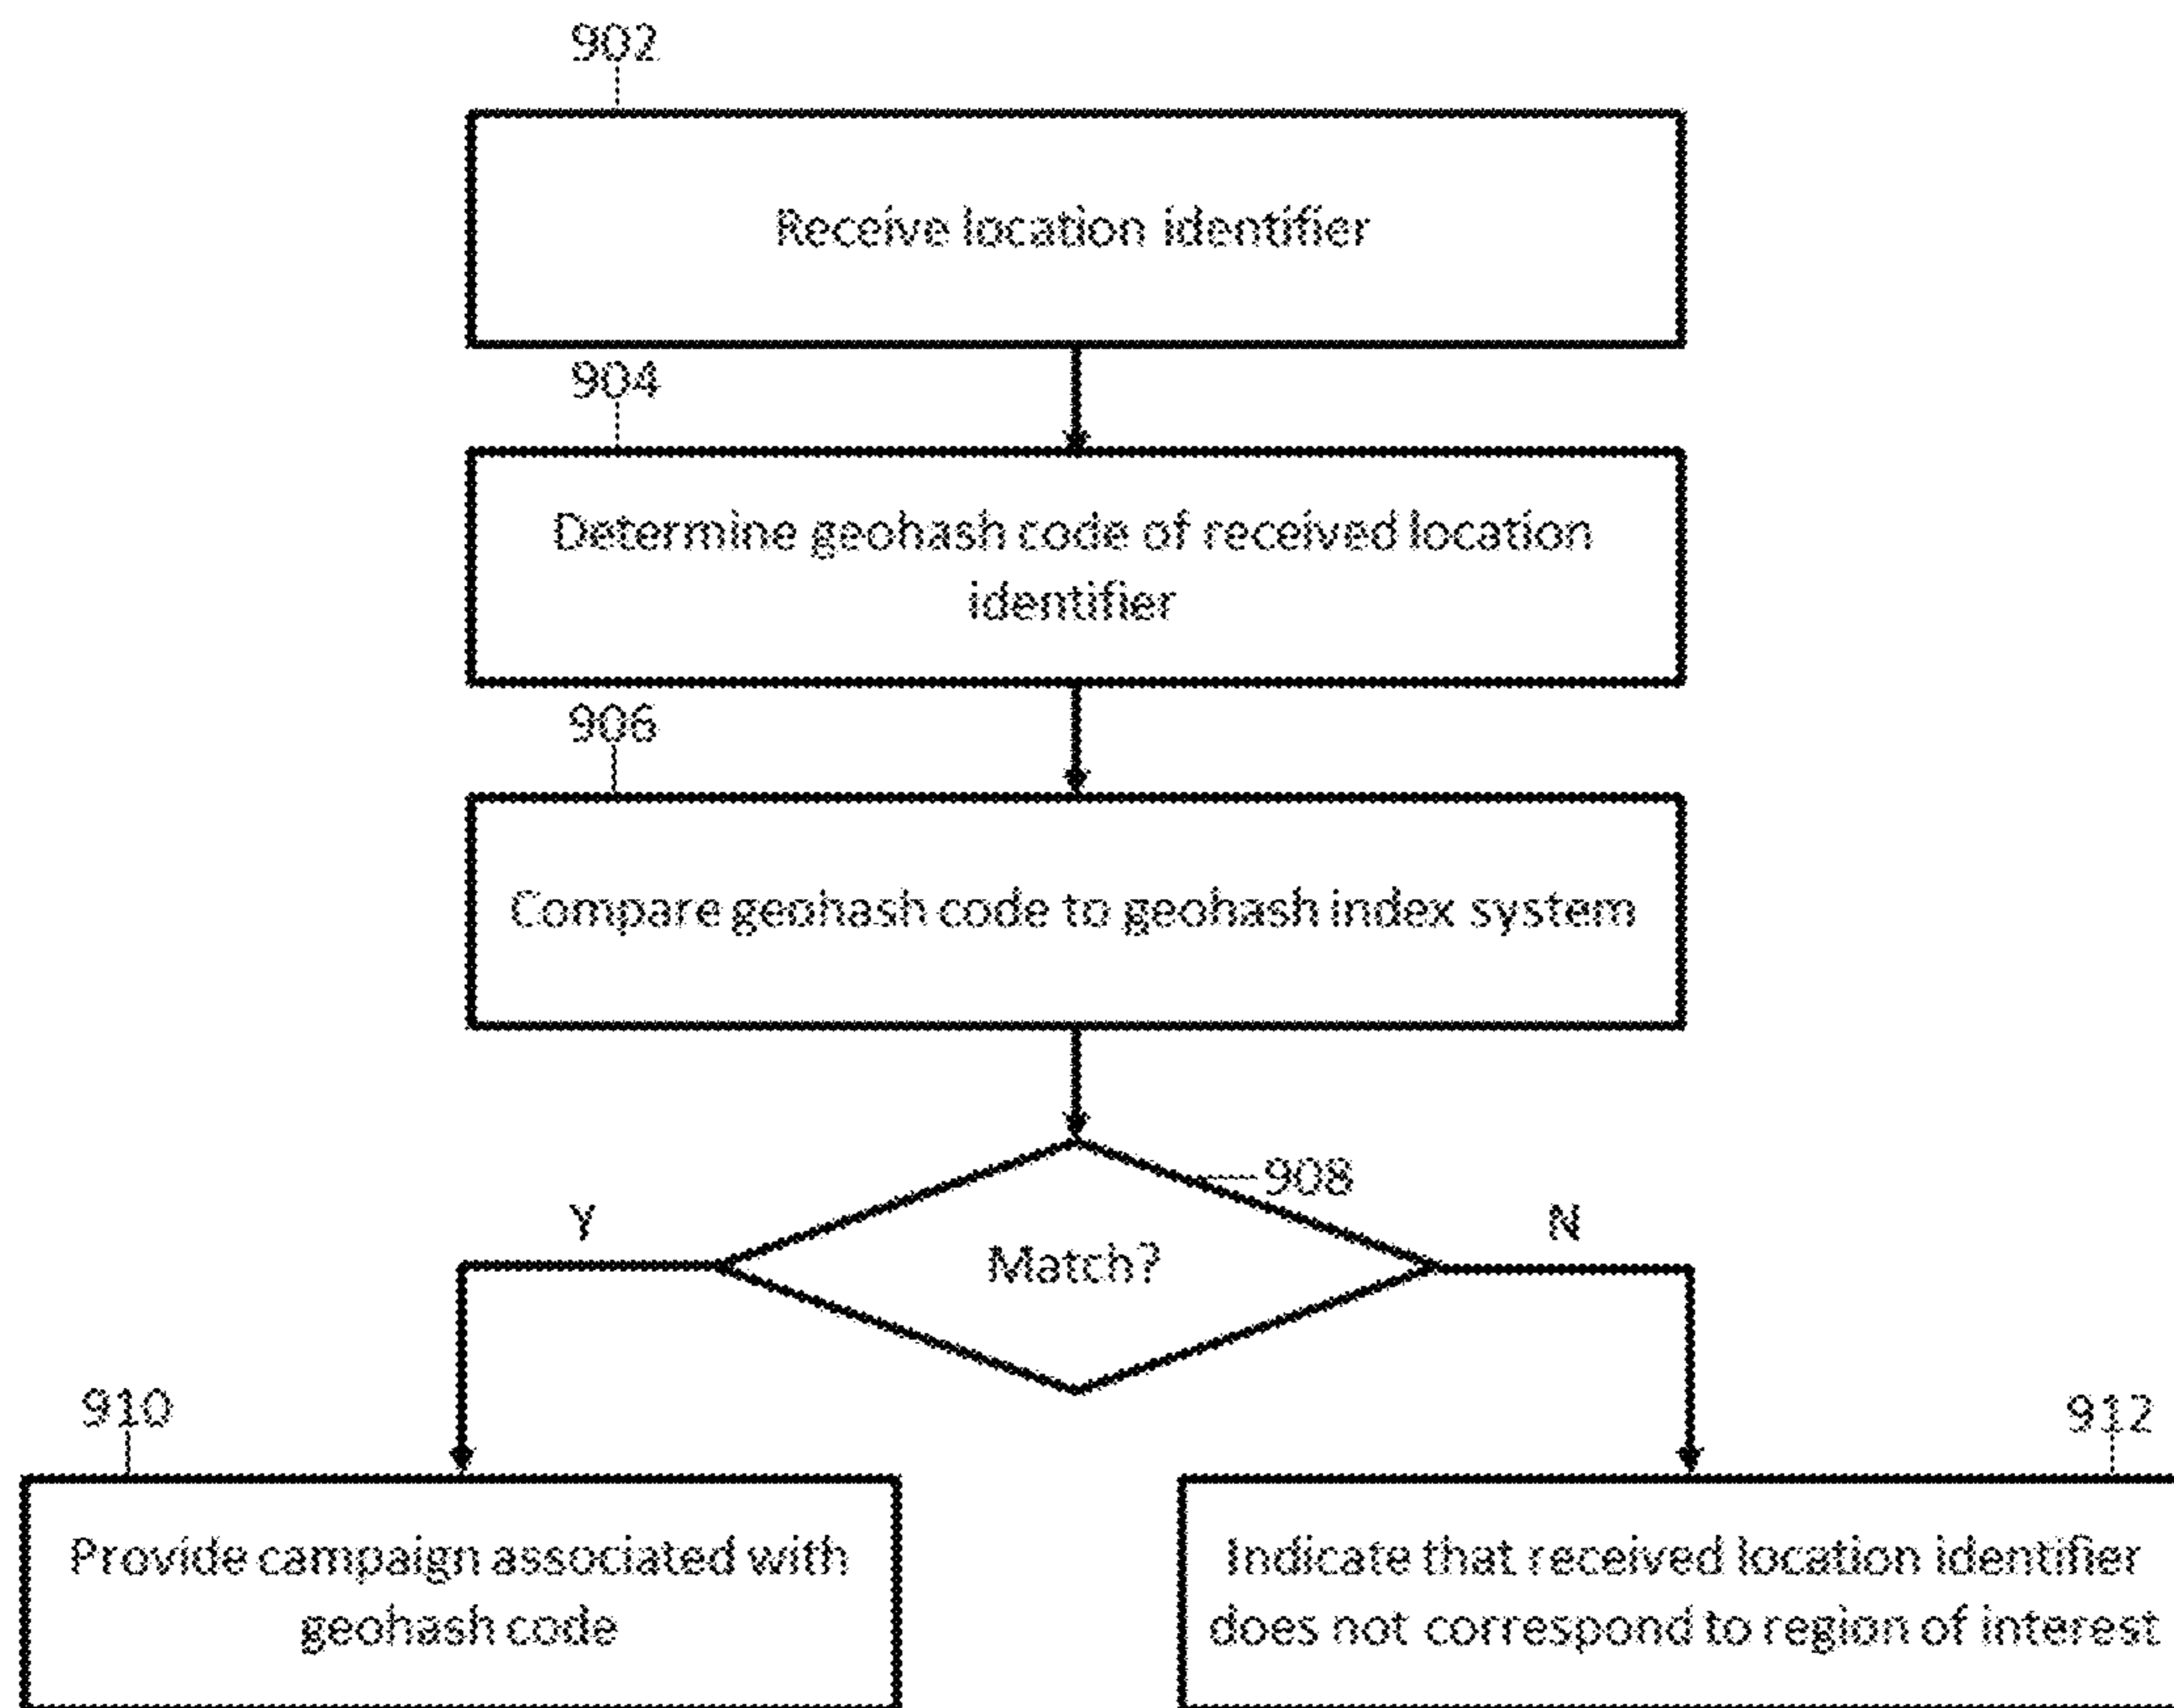 902
Receive location identifier
904
Determine geohash code of received location
identifier
906
Compare geohash code to geohash index system
908
Y
N
Match?
910
912
Provide campaign associated with
geohash code
Indicate that received location identifier
does not correspond to region of interest